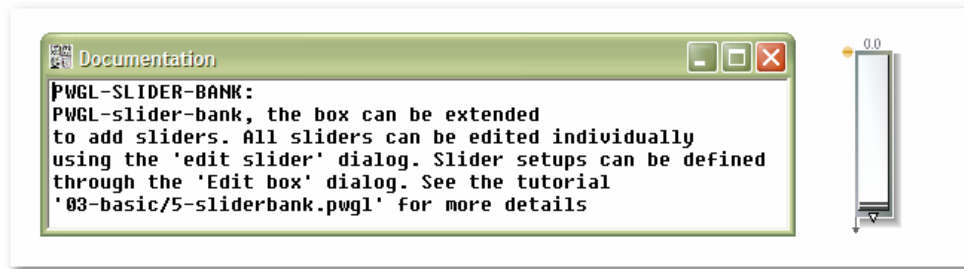 Documentation
PWGL-SLIDER-BANK:
PWGL-slider-bank, the box can be extended
to add sliders. All sliders can be edited individually
using the 'edit slider' dialog. Slider setups can be defined
through the 'Edit box' dialog. See the tutorial
'03-basic/5-sliderbank.pwgl' for more details
0.0